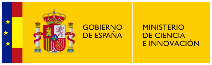 GOBIERNO
DE ESPAÑA
MINISTERIO
DE CIENCIA
E INNOVACIÓN